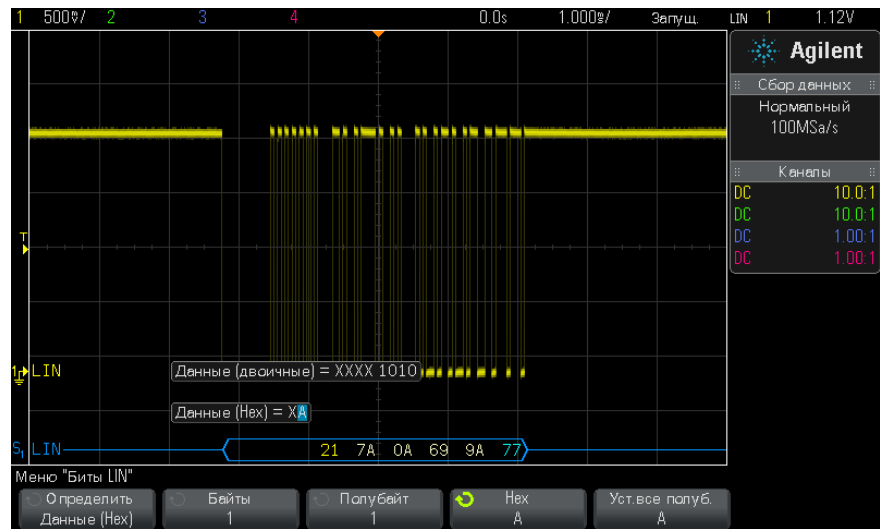 1 500mV/ 2 3 4 0.0s 1.000ms/ Запущ. LIN 1 1.12V
Agilent
Сбор данных
Нормальный
100MSa/s
Каналы
DC 10.0:1
DC 10.0:1
DC 1.00:1
DC 1.00:1
T
1 LIN
Данные (двоичные) = XXXX 1010
Данные (Hex) = XA
S1 LIN 21 7A 0A 69 9A 77
Меню "Биты LIN"
Определить Байты Полубайт Hex Уст.все полуб.
Данные (Hex) 1 1 A A